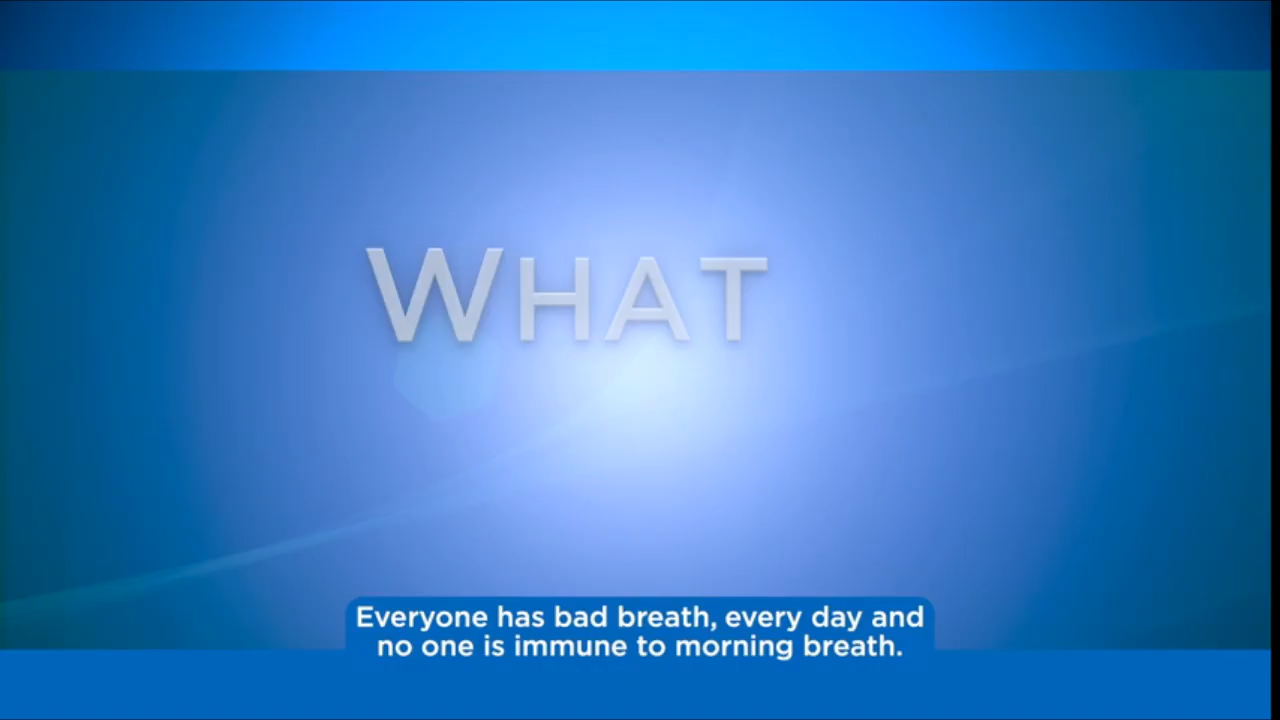 WHAT
Everyone has bad breath, every day and
no one is immune to morning breath.